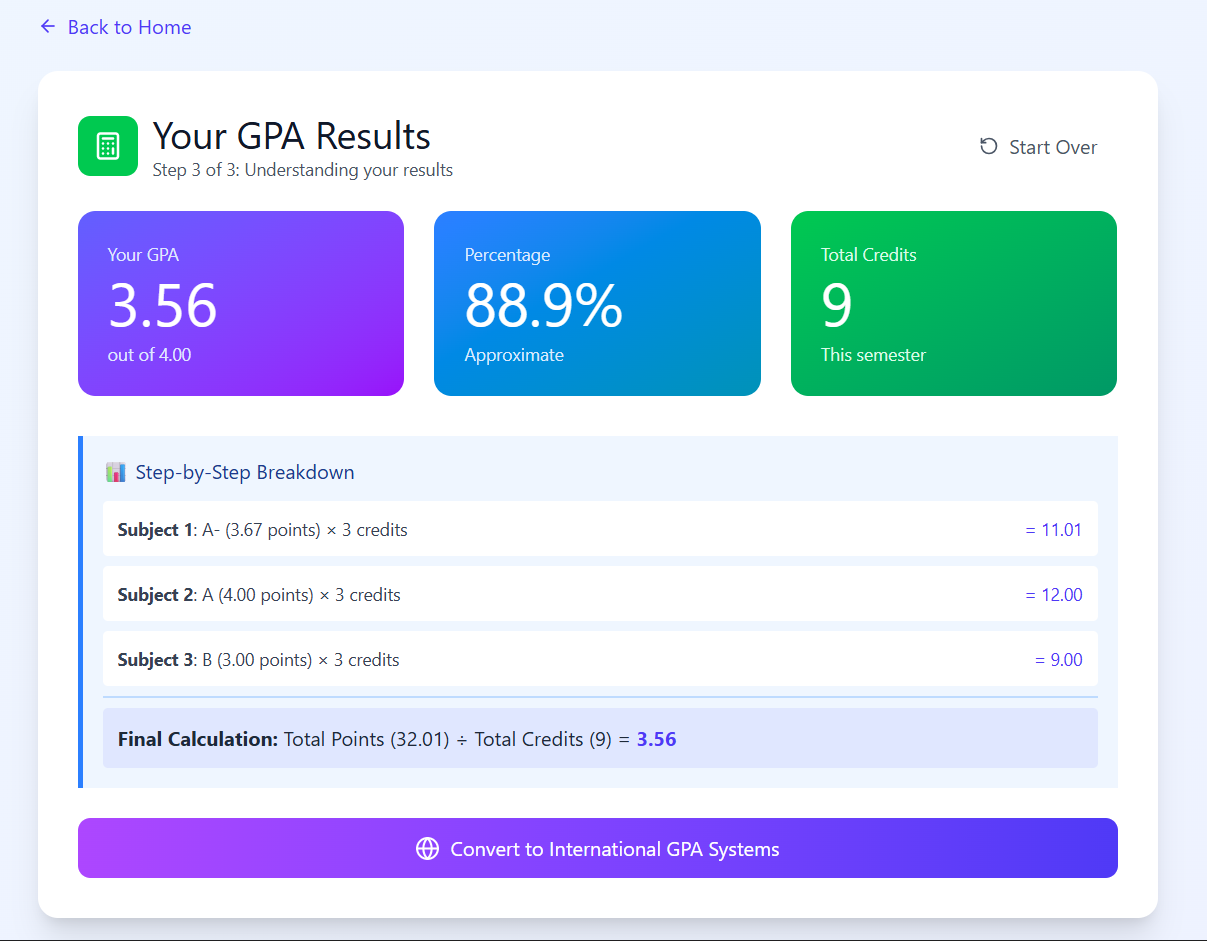 Back to Home
Your GPA Results
Step 3 of 3: Understanding your results
Start Over
Your GPA
3.56
out of 4.00
Percentage
88.9%
Approximate
Total Credits
9
This semester
Step-by-Step Breakdown
Subject 1: A- (3.67 points) × 3 credits = 11.01
Subject 2: A (4.00 points) × 3 credits = 12.00
Subject 3: B (3.00 points) × 3 credits = 9.00
Final Calculation: Total Points (32.01) ÷ Total Credits (9) = 3.56
Convert to International GPA Systems